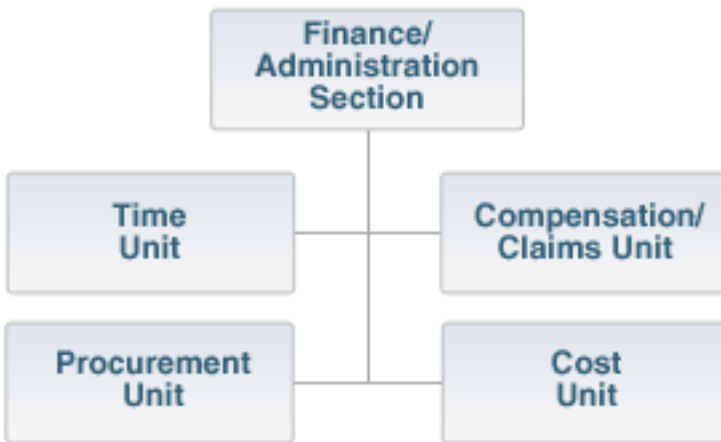 Finance/
Administration
Section
Time
Unit
Compensation/
Claims Unit
Procurement
Unit
Cost
Unit